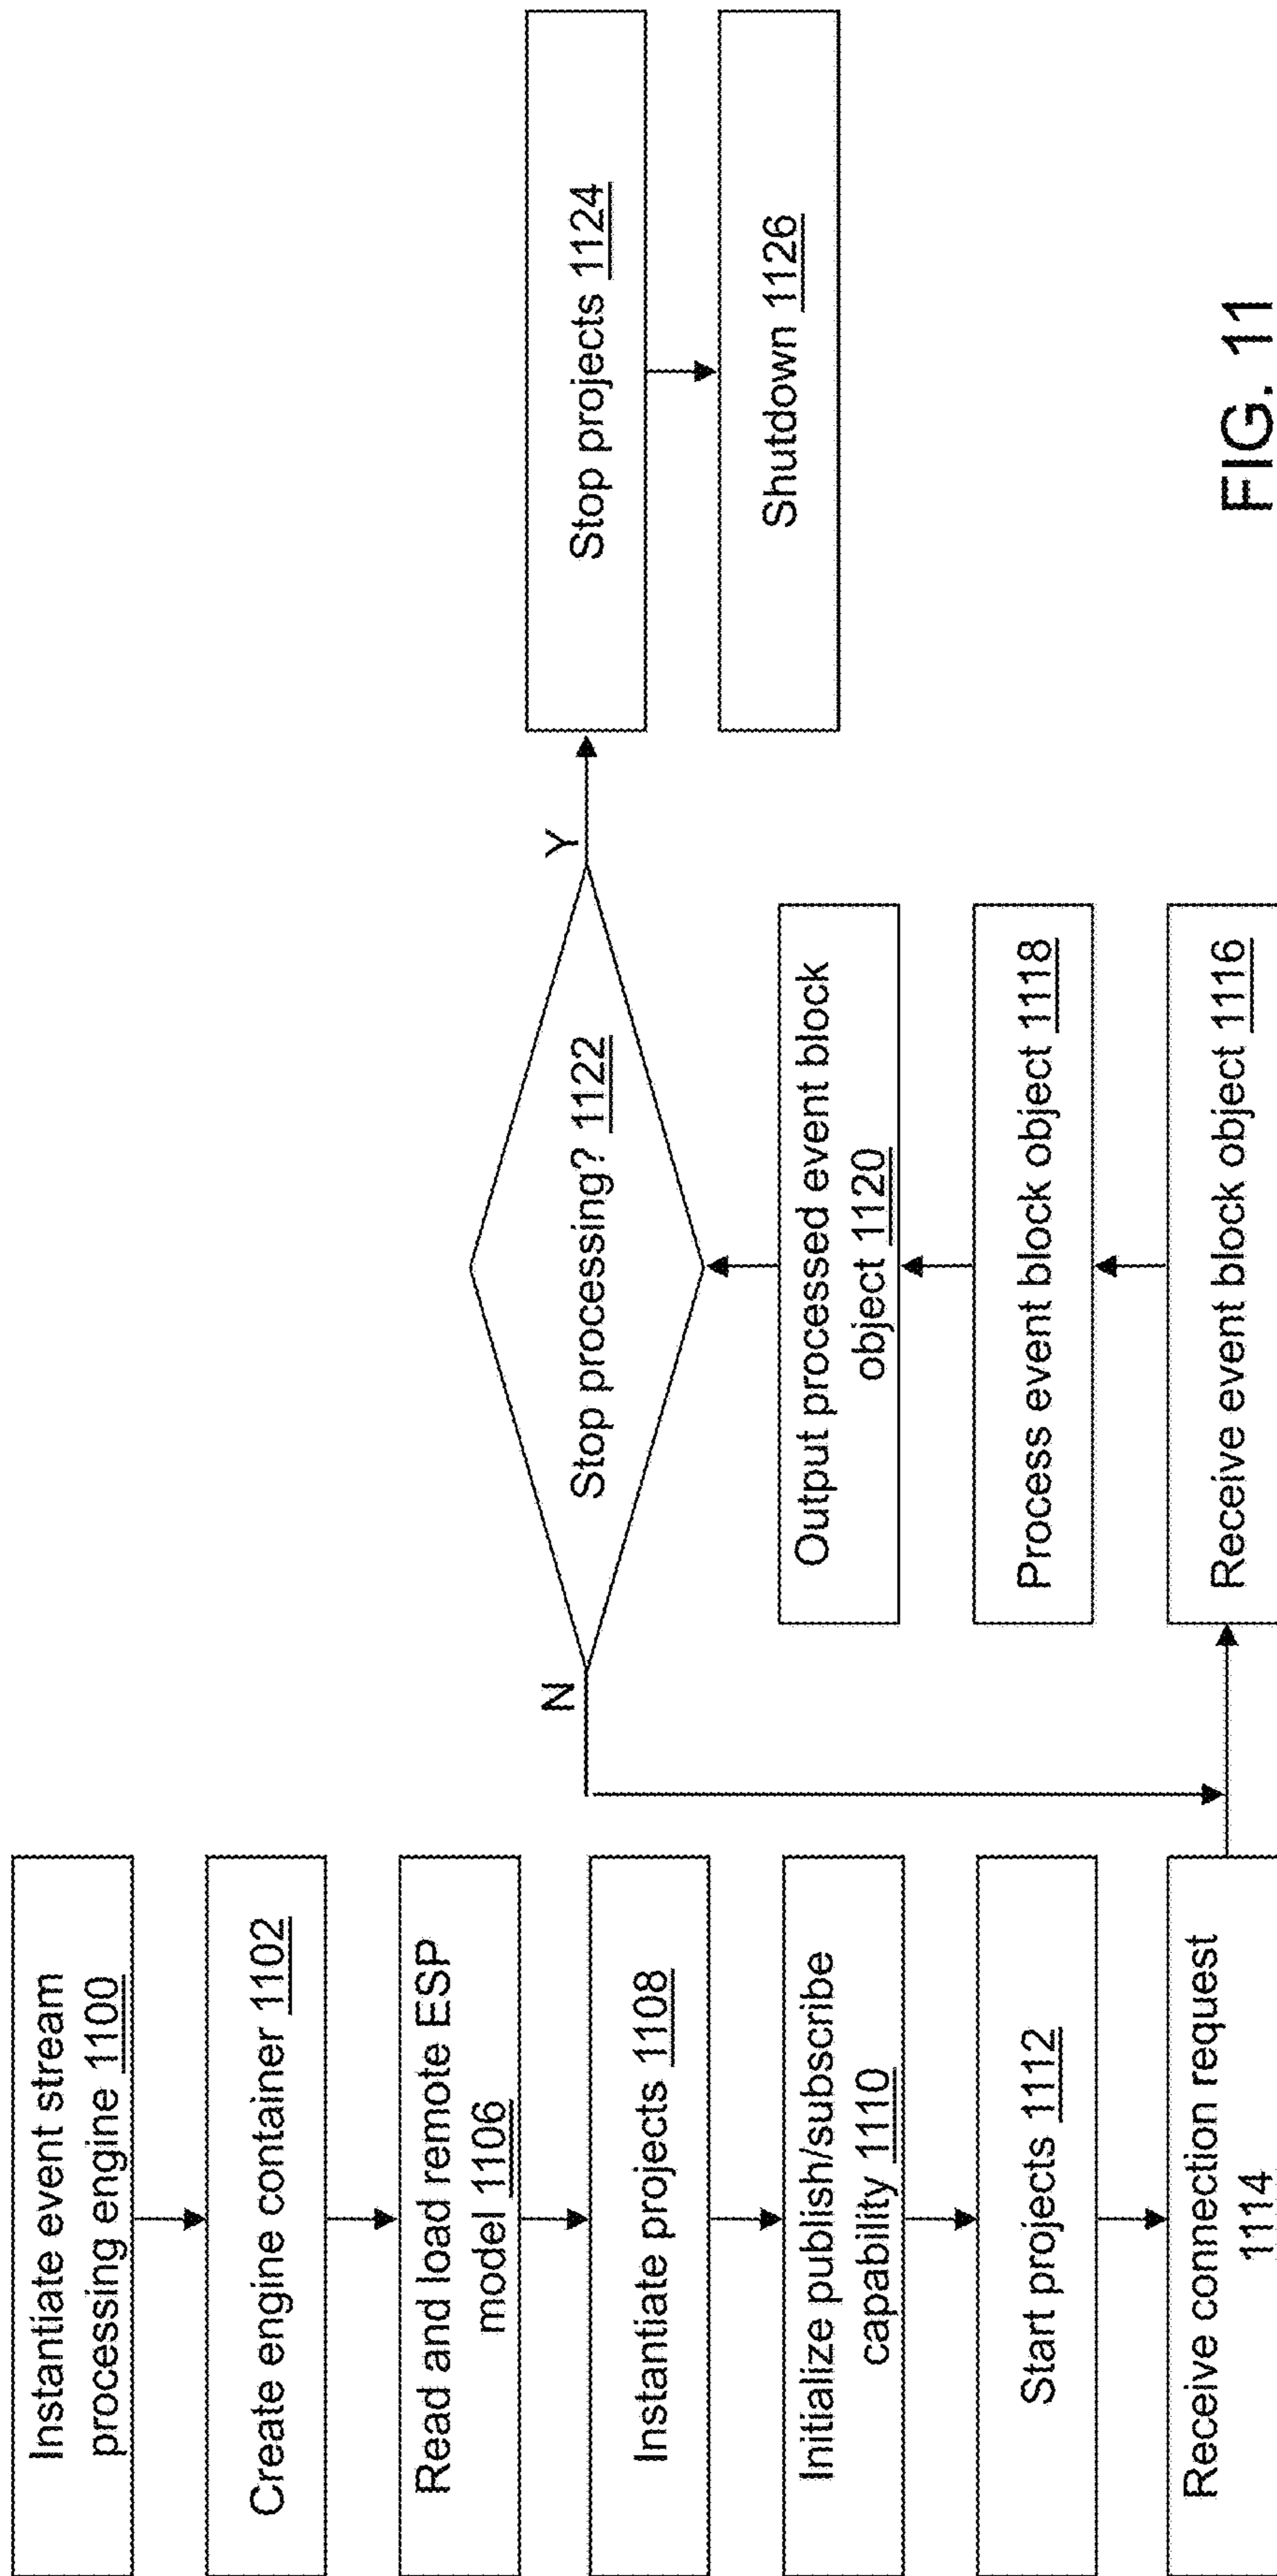 Instantiate event stream
processing engine 1100
Create engine container 1102
Read and load remote ESP
model 1106
Instantiate projects 1108
Initialize publish/subscribe
capability 1110
Start projects 1112
Receive connection request
1114
Receive event block object 1116
Process event block object 1118
Output processed event block
object 1120
Stop processing? 1122
N
Y
Stop projects 1124
Shutdown 1126
FIG. 11